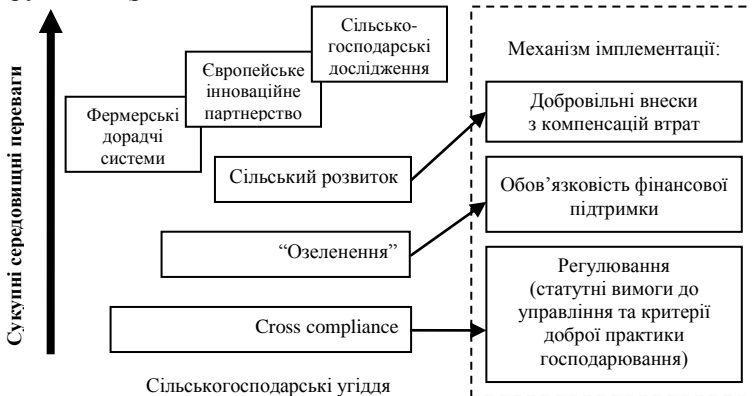 Сукупні середовищні переваги
Сільсько-
господарські
дослідження
Європейське
інноваційне
партнерство
Фермерські
дорадчі
системи
Сільський розвиток
“Озеленення”
Cross compliance
Сільськогосподарські угіддя
Механізм імплементації:
Добровільні внески
з компенсацій втрат
Обов’язковість фінансової
підтримки
Регулювання
(статутні вимоги до
управління та критерії
доброї практики
господарювання)